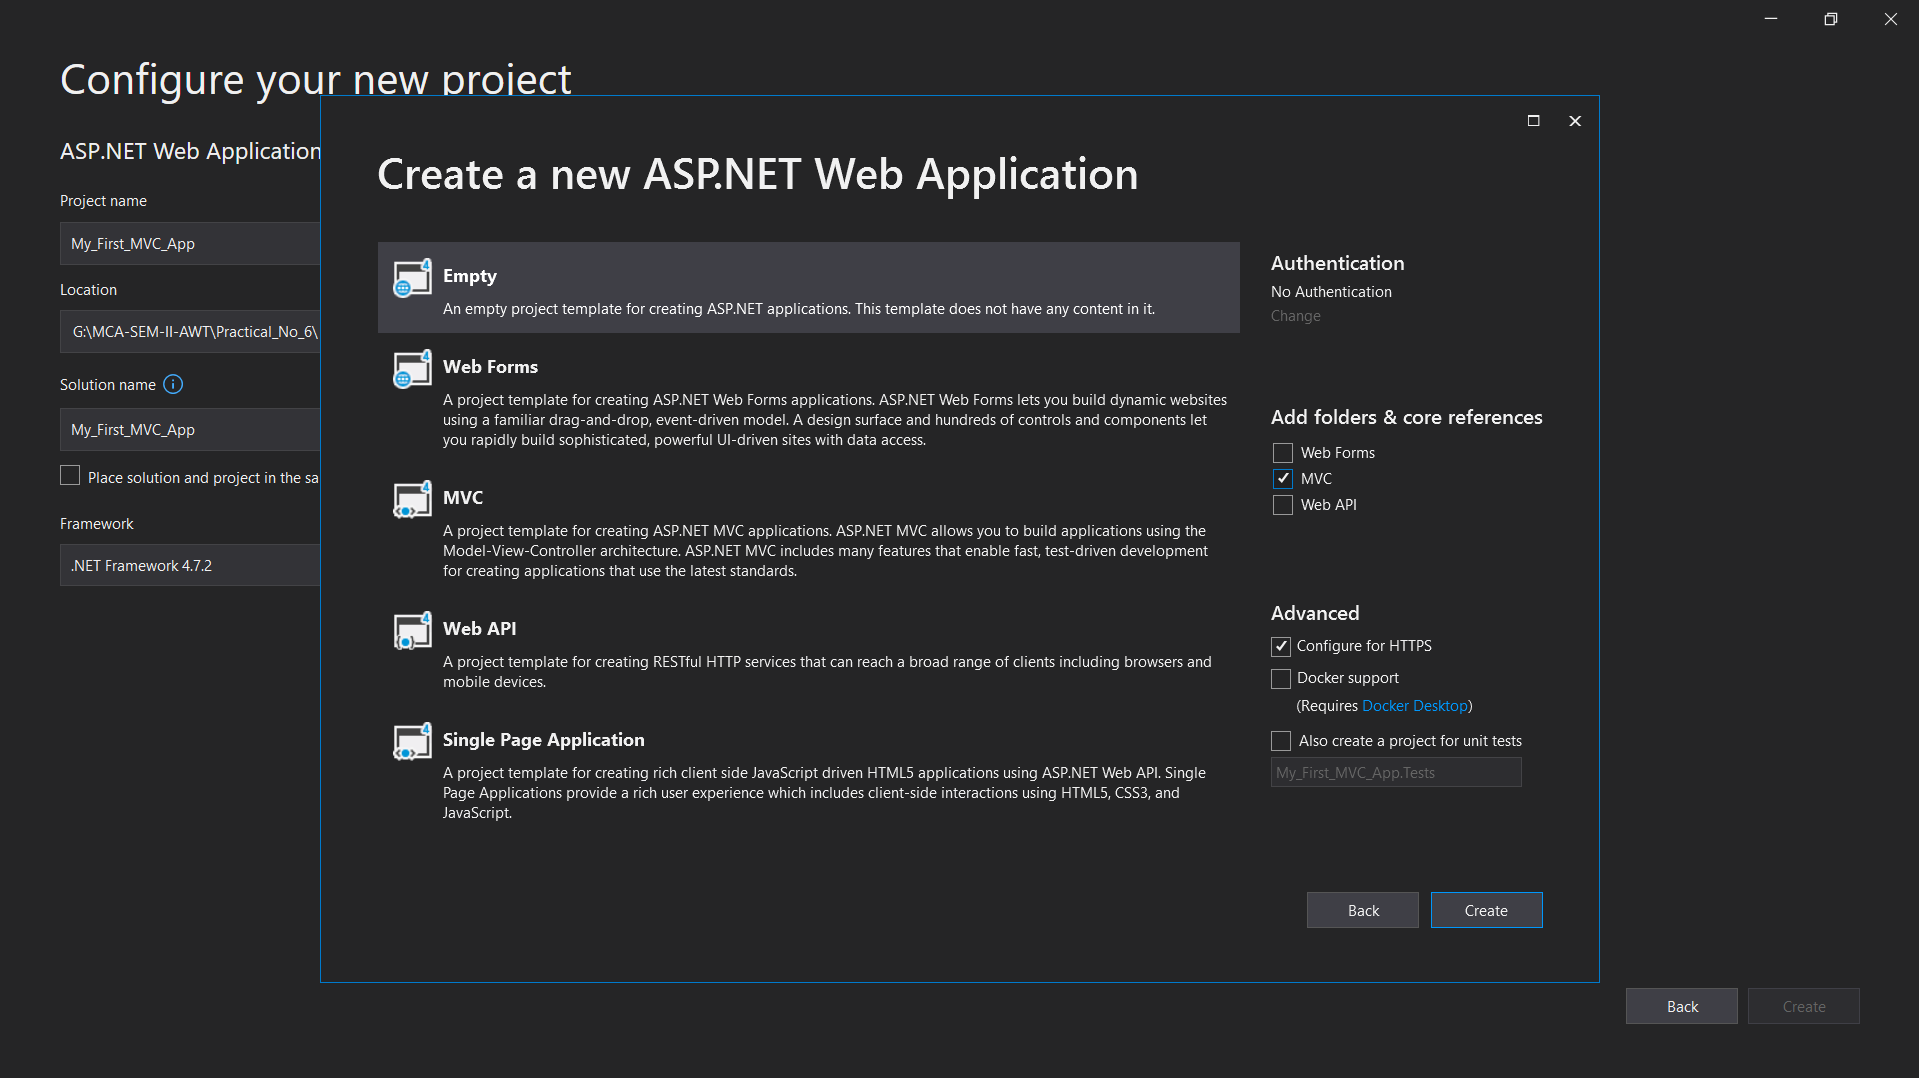 Configure your new project
ASP.NET Web Application
Project name
My_First_MVC_App
Location
G:\MCA-SEM-II-AWT\Practical_No_6\
Solution name
My_First_MVC_App
Place solution and project in the sa
Framework
.NET Framework 4.7.2
Create a new ASP.NET Web Application
Empty
An empty project template for creating ASP.NET applications. This template does not have any content in it.
Web Forms
A project template for creating ASP.NET Web Forms applications. ASP.NET Web Forms lets you build dynamic websites
using a familiar drag-and-drop, event-driven model. A design surface and hundreds of controls and components let
you rapidly build sophisticated, powerful UI-driven sites with data access.
MVC
A project template for creating ASP.NET MVC applications. ASP.NET MVC allows you to build applications using the
Model-View-Controller architecture. ASP.NET MVC includes many features that enable fast, test-driven development
for creating applications that use the latest standards.
Web API
A project template for creating RESTful HTTP services that can reach a broad range of clients including browsers and
mobile devices.
Single Page Application
A project template for creating rich client side JavaScript driven HTML5 applications using ASP.NET Web API. Single
Page Applications provide a rich user experience which includes client-side interactions using HTML5, CSS3, and
JavaScript.
Authentication
No Authentication
Change
Add folders & core references
Web Forms
MVC
Web API
Advanced
Configure for HTTPS
Docker support
(Requires Docker Desktop)
Also create a project for unit tests
My_First_MVC_App.Tests
Back
Create
Back
Create